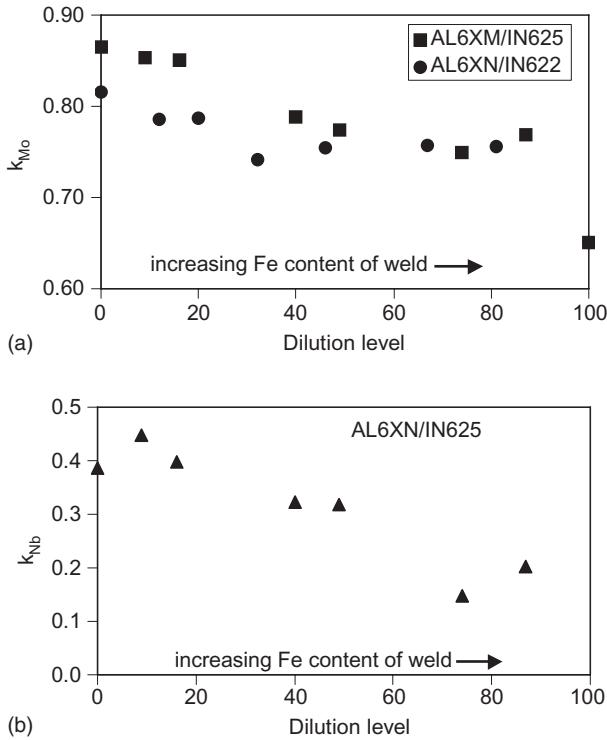 0.90
AL6XM/IN625
AL6XN/IN622
0.80
k_Mo
0.70
increasing Fe content of weld
0.60
0 20 40 60 80 100
(a)
Dilution level
0.5
AL6XN/IN625
0.4
0.3
k_Nb
0.2
0.1
increasing Fe content of weld
0.0
0 20 40 60 80 100
(b)
Dilution level